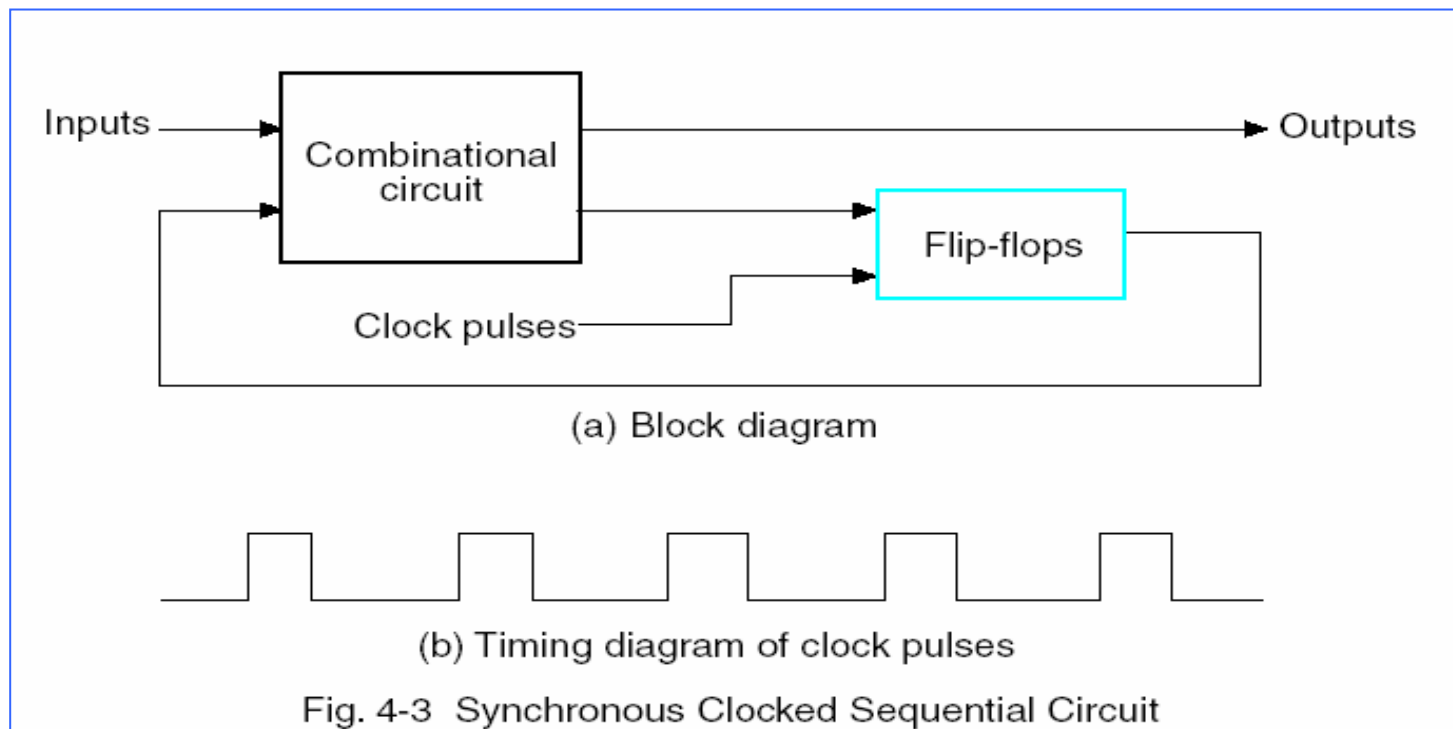 Inputs
Combinational
circuit
Outputs
Flip-flops
Clock pulses
(a) Block diagram
(b) Timing diagram of clock pulses
Fig. 4-3 Synchronous Clocked Sequential Circuit